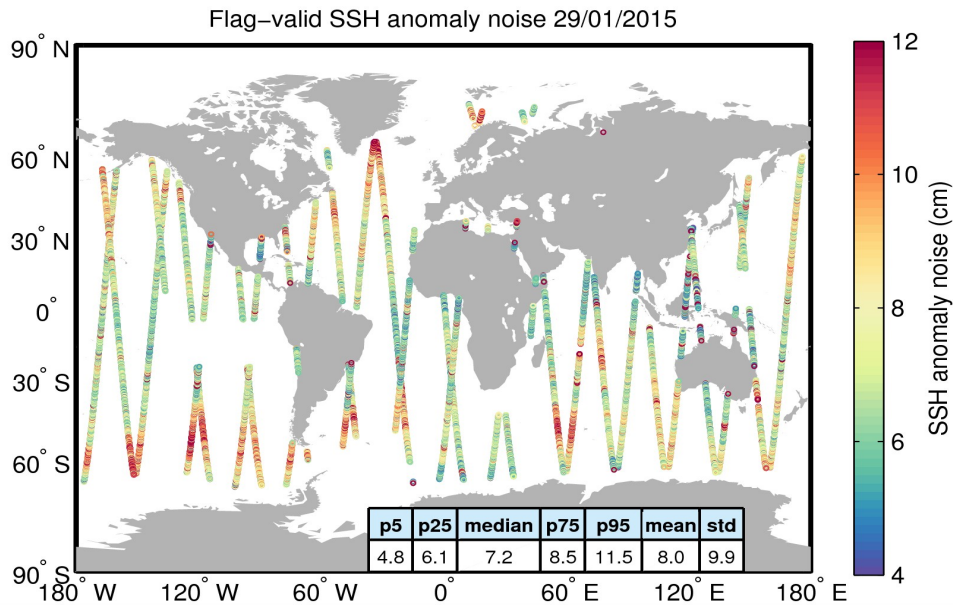 Flag−valid SSH anomaly noise 29/01/2015
90° N
60° N
30° N
0°
30° S
60° S
90° S
180° W
120° W
60° W
0°
60° E
120° E
180° E
p5 p25 median p75 p95 mean std
4.8 6.1 7.2 8.5 11.5 8.0 9.9
12
10
8
6
4
SSH anomaly noise (cm)